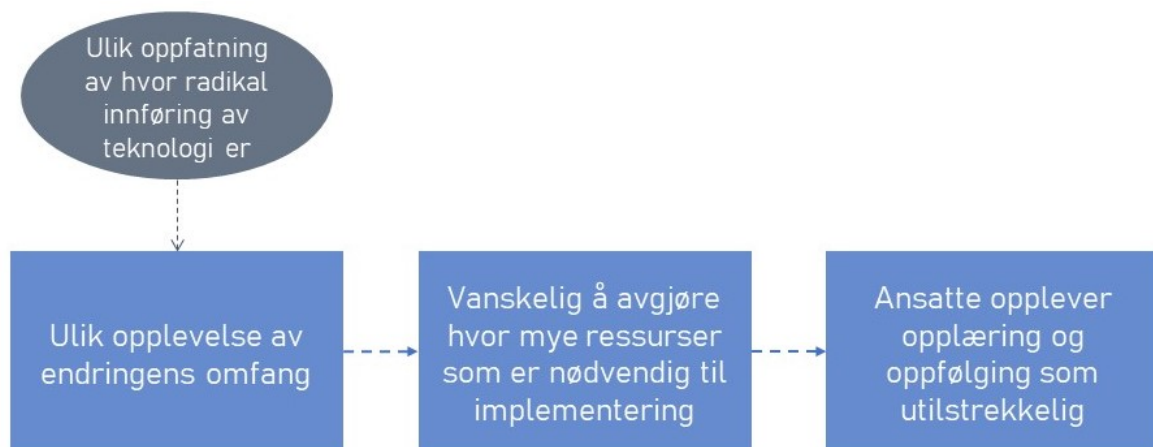 Ulik oppfatning
av hvor radikal
innføring av
teknologi er
Ulik opplevelse av
endringens omfang
Vanskelig å avgjøre
hvor mye ressurser
som er nødvendig til
implementering
Ansatte opplever
opplæring og
oppfølging som
utilstrekkelig